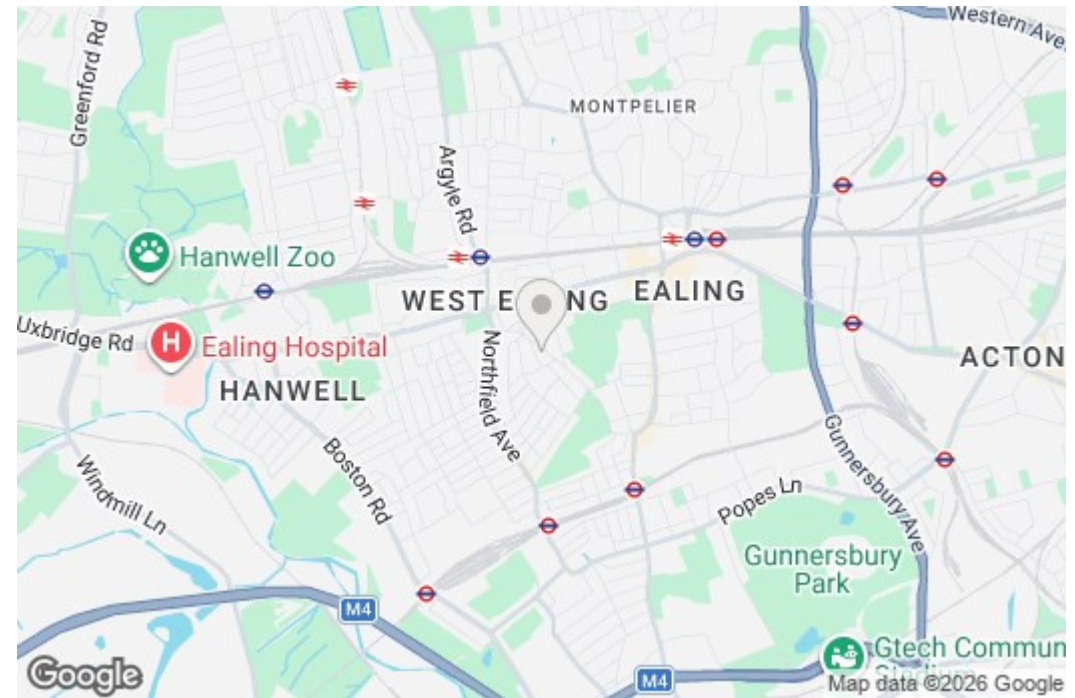 Western Ave
Greenford Rd
MONTPELIER
Argyle Rd
Hanwell Zoo
WEST E NG
EALING
Uxbridge Rd
H
Ealing Hospital
ACTON
HANWELL
Northfield Ave
Boston Rd
Gunnersbury Ave
Windmill Ln
Popes Ln
Gunnersbury
Park
M4
Gtech Commun
Stadium
M4
Google
Map data ©2026 Google